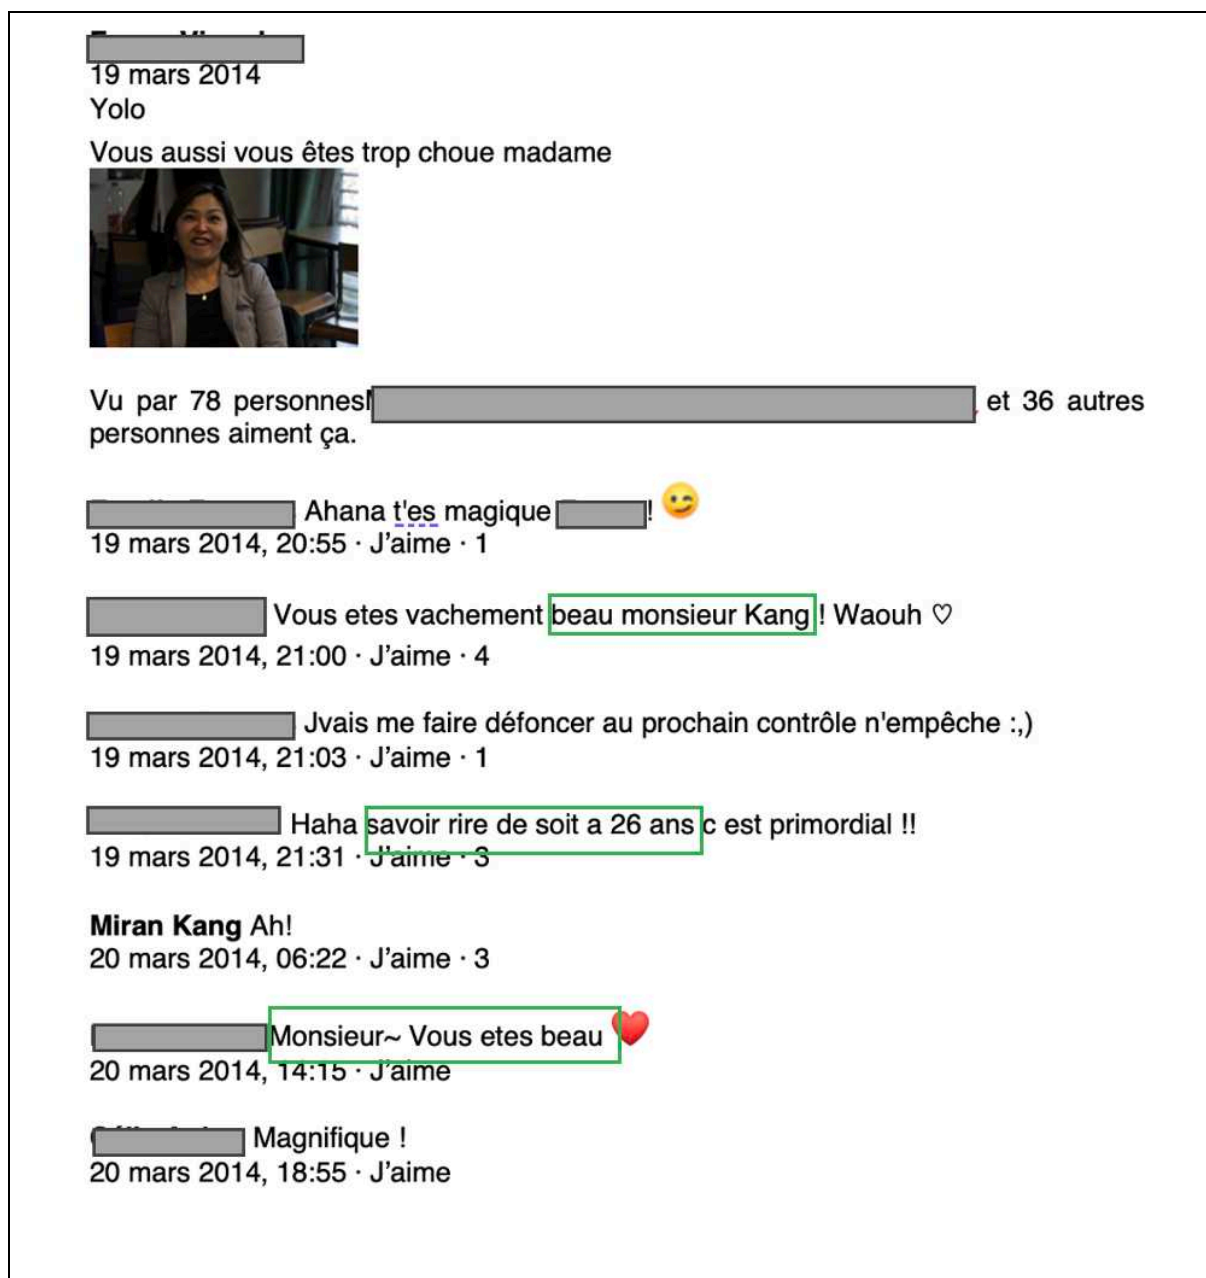 19 mars 2014
Yolo
Vous aussi vous êtes trop choue madame
Vu par 78 personnes et 36 autres
personnes aiment ça.
Ahana t'es magique ! 😉
19 mars 2014, 20:55 · J'aime · 1
Vous etes vachement beau monsieur Kang ! Waouh ♡
19 mars 2014, 21:00 · J'aime · 4
Jvais me faire défoncer au prochain contrôle n'empêche :,)
19 mars 2014, 21:03 · J'aime · 1
Haha savoir rire de soit a 26 ans c est primordial !!
19 mars 2014, 21:31 · J'aime · 3
Miran Kang Ah!
20 mars 2014, 06:22 · J'aime · 3
Monsieur~ Vous etes beau ♥
20 mars 2014, 14:15 · J'aime
Magnifique !
20 mars 2014, 18:55 · J'aime